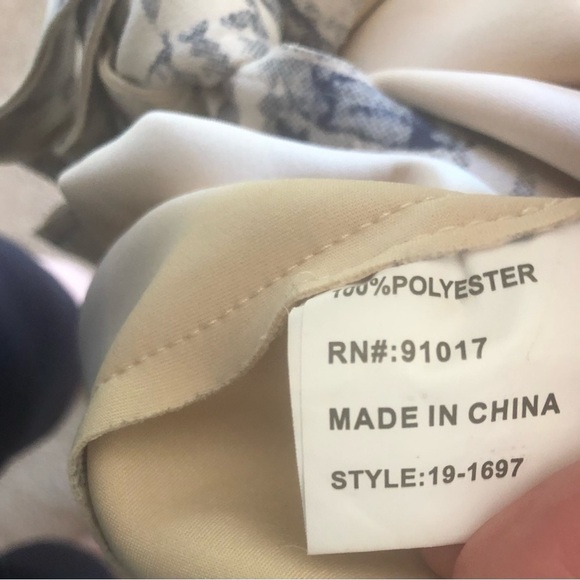 100%POLYESTER
RN#:91017
MADE IN CHINA
STYLE:19-1697